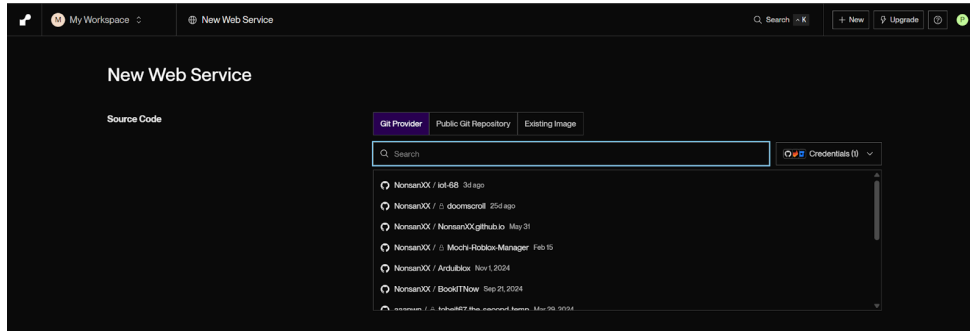 M My Workspace New Web Service Search ^ K + New Upgrade P
New Web Service
Source Code
Git Provider Public Git Repository Existing Image
Search Credentials (1)
NonsanXX / iot-68 3d ago
NonsanXX / doomscroll 25d ago
NonsanXX / NonsanXX.github.io May 31
NonsanXX / Mochi-Roblox-Manager Feb 15
NonsanXX / Arduiblox Nov 1, 2024
NonsanXX / BookITNow Sep 21, 2024